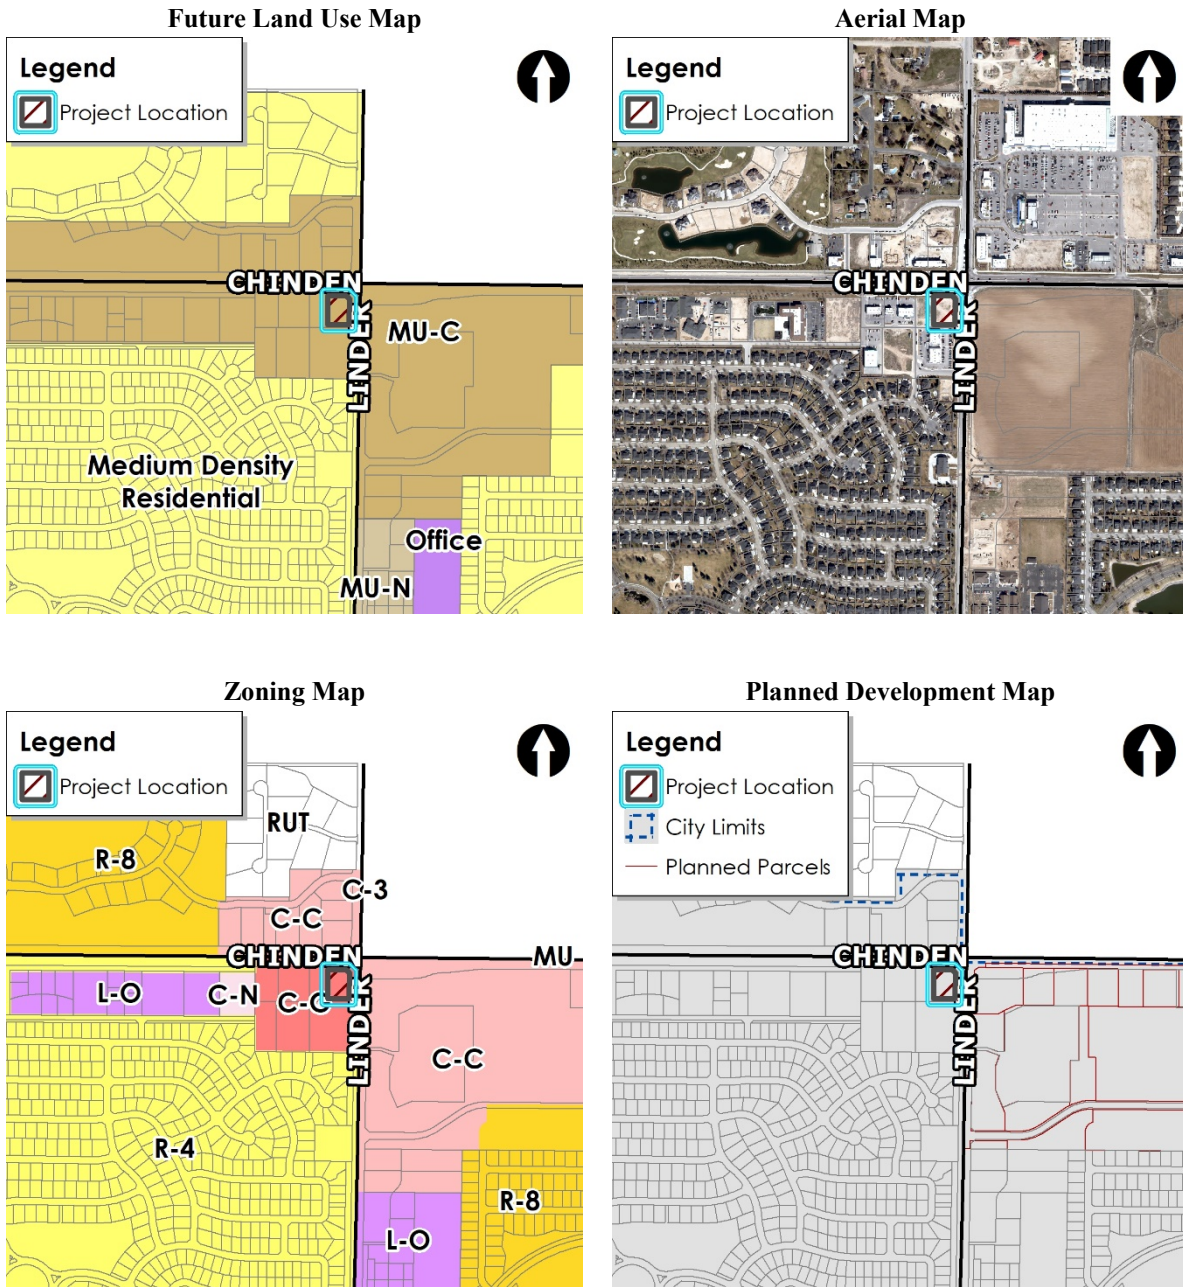 Future Land Use Map
Legend
Project Location
CHINDEN
LINDER
MU-C
Medium Density
Residential
Office
MU-N
Aerial Map
Legend
Project Location
CHINDEN
LINDER
Zoning Map
Legend
Project Location
RUT
R-8
C-3
C-C
CHINDEN
MU
L-O
C-N
C-G
LINDER
C-C
R-4
R-8
L-O
Planned Development Map
Legend
Project Location
City Limits
Planned Parcels
CHINDEN
LINDER